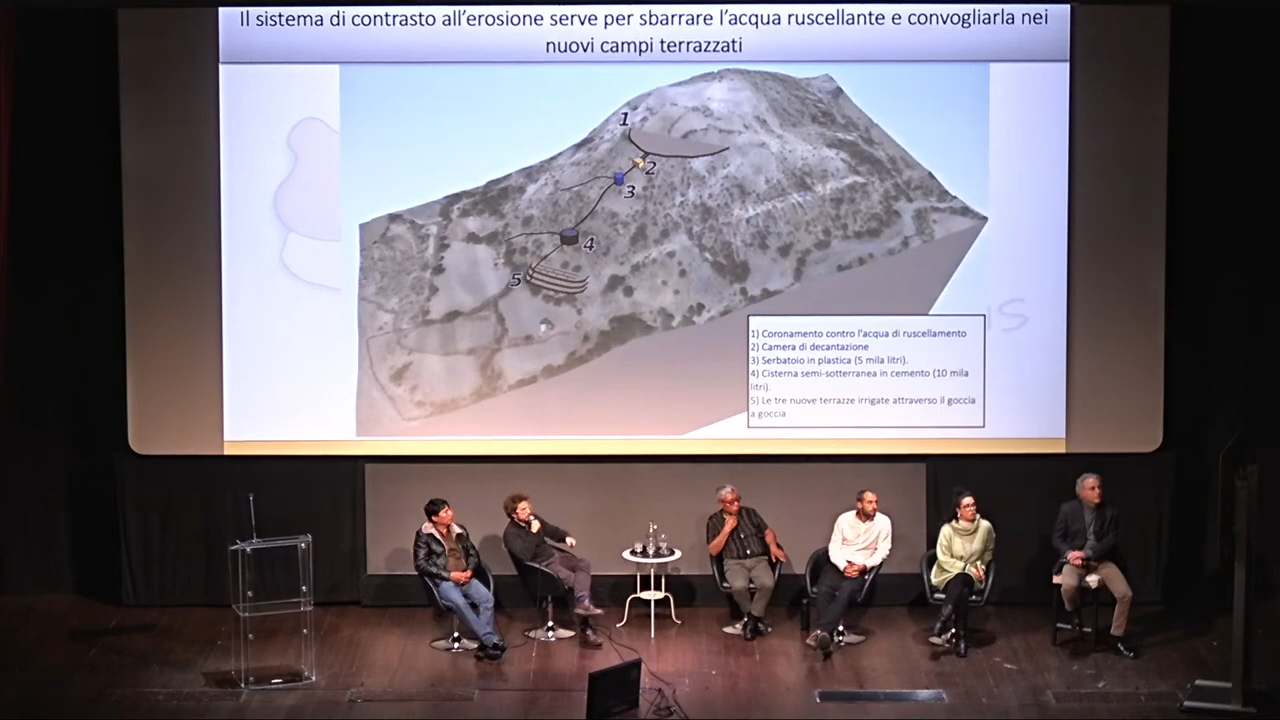 Il sistema di contrasto all'erosione serve per sbarrare l'acqua ruscellante e convogliarla nei
nuovi campi terrazzati
1
2
3
4
5
1) Coronamento contro l'acqua di ruscellamento
2) Camera di decantazione
3) Serbatoio in plastica (5 mila litri).
4) Cisterna semi-sotterranea in cemento (10 mila
litri).
5) Le tre nuove terrazze irrigate attraverso il goccia
a goccia